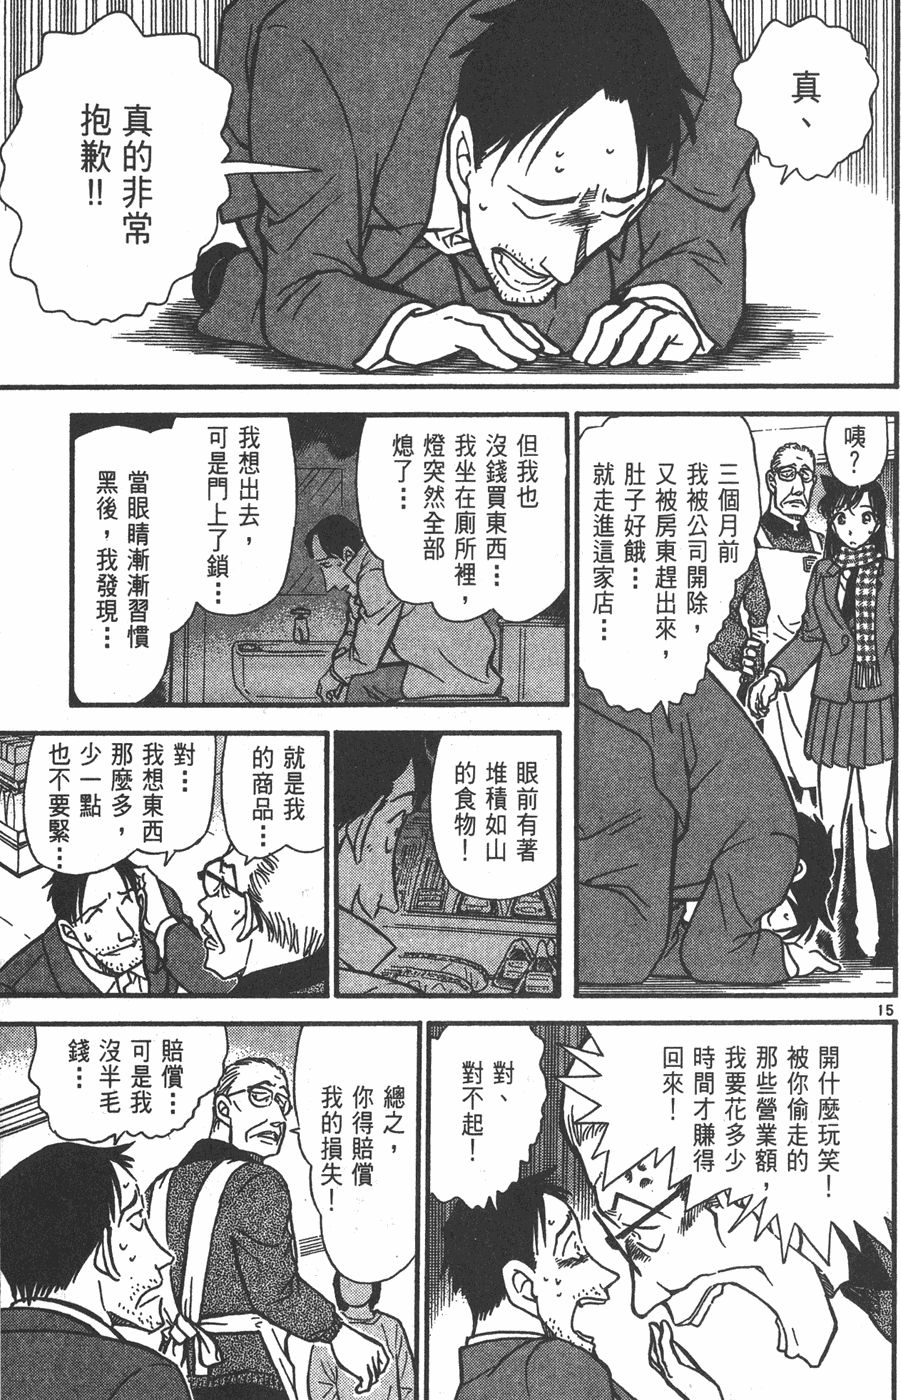 真、
真的非常
抱歉!!
咦?
三個月前
我被公司開除，
又被房東趕出來，
肚子好餓…
就走進這家店…
但我也
沒錢買東西…
我坐在廁所裡，
燈突然全部
熄了…
我想出去，
可是門上了鎖…
當眼睛漸漸習慣
黑後，我發現…
眼前有著
堆積如山
的食物！
就是我
的商品…
對…
我想東西
那麼多，
少一點
也不要緊…
15
開什麼玩笑！
被你偷走的
那些營業額，
我要花多少
時間才賺得
回來！
對、
對不起！
總之，
你得賠償
我的損失！
賠償…
可是我
沒半毛
錢…